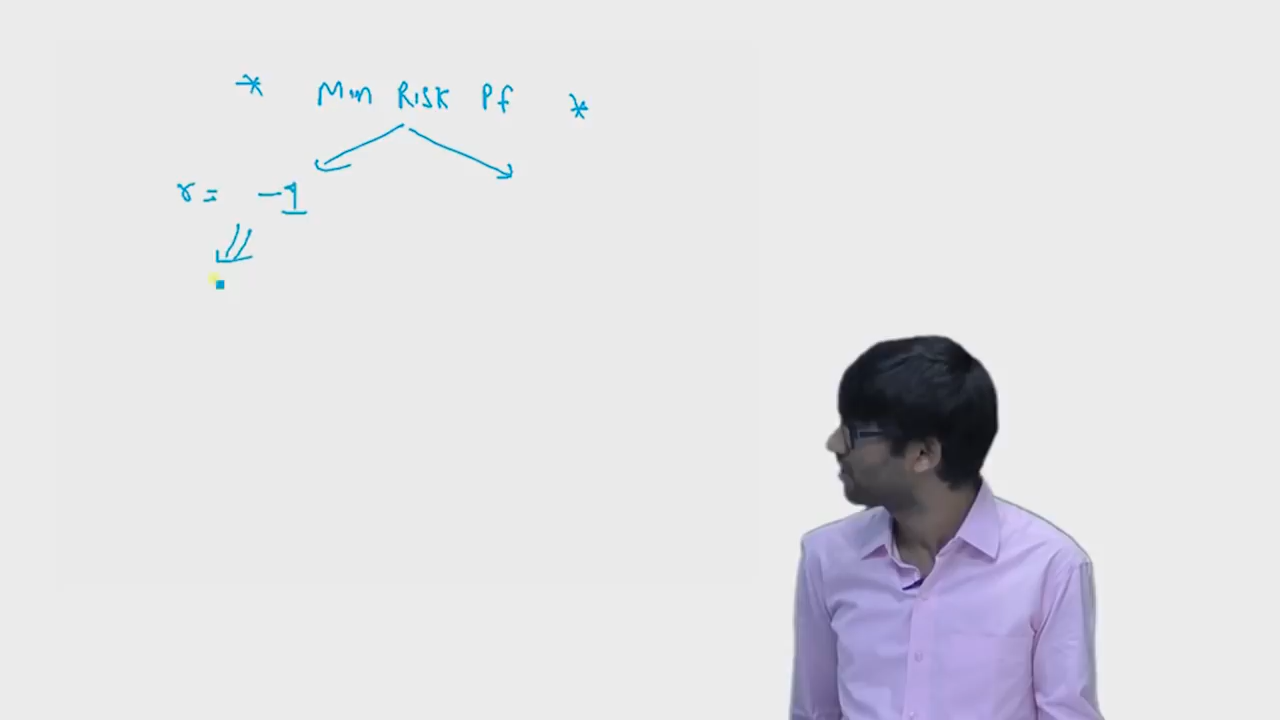 * Min RISK Pf *
r = -1